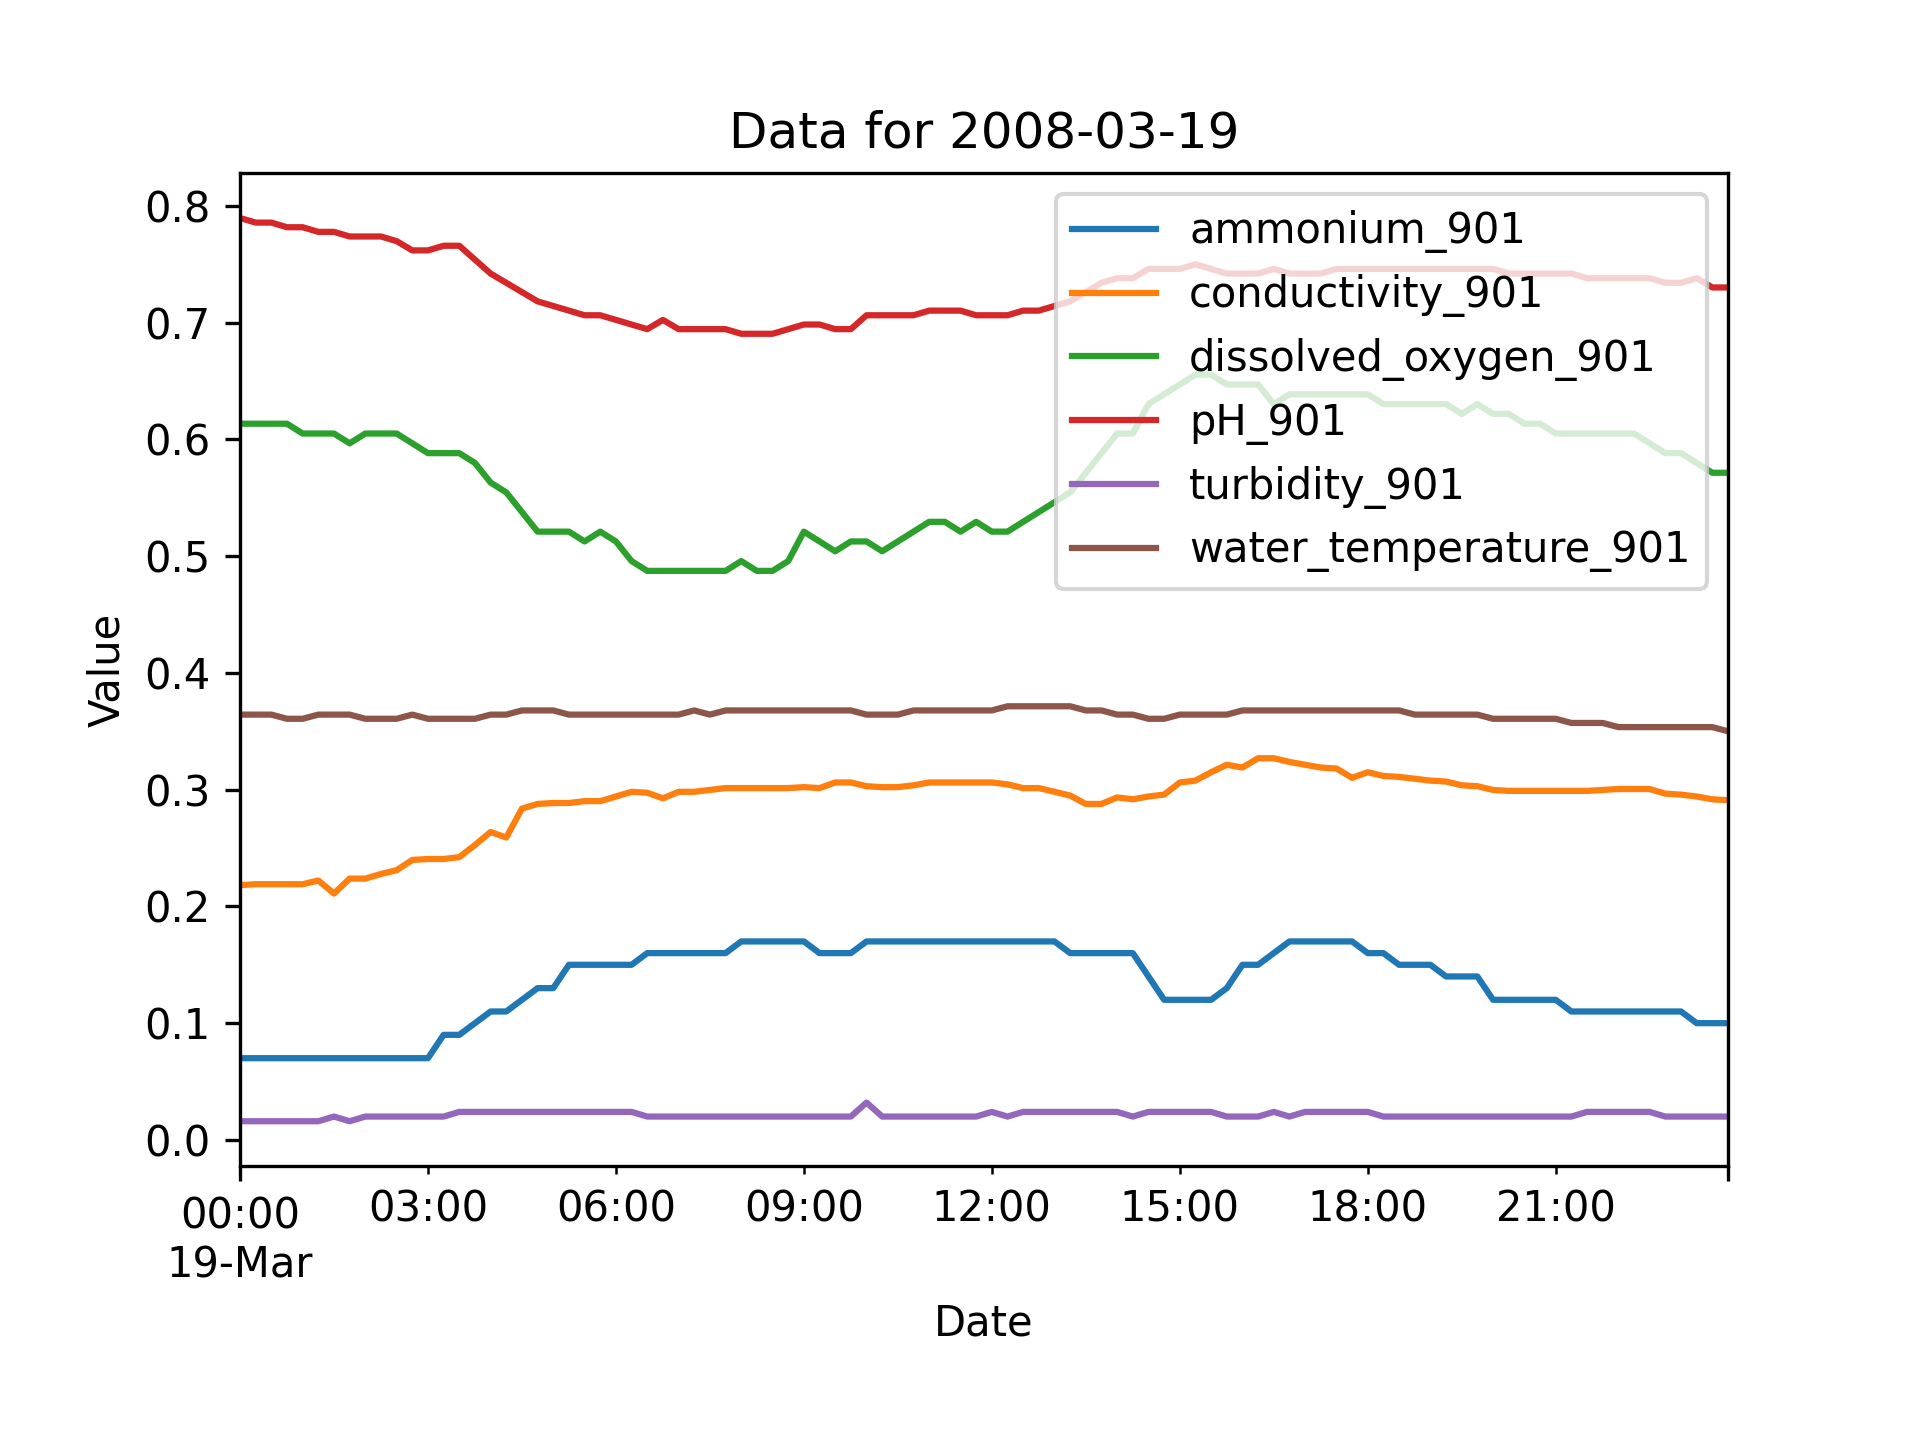 Data for 2008-03-19
0.8
0.7
0.6
0.5
0.4
0.3
0.2
0.1
0.0
Value
ammonium_901
conductivity_901
dissolved_oxygen_901
pH_901
turbidity_901
water_temperature_901
00:00 03:00 06:00 09:00 12:00 15:00 18:00 21:00
19-Mar
Date